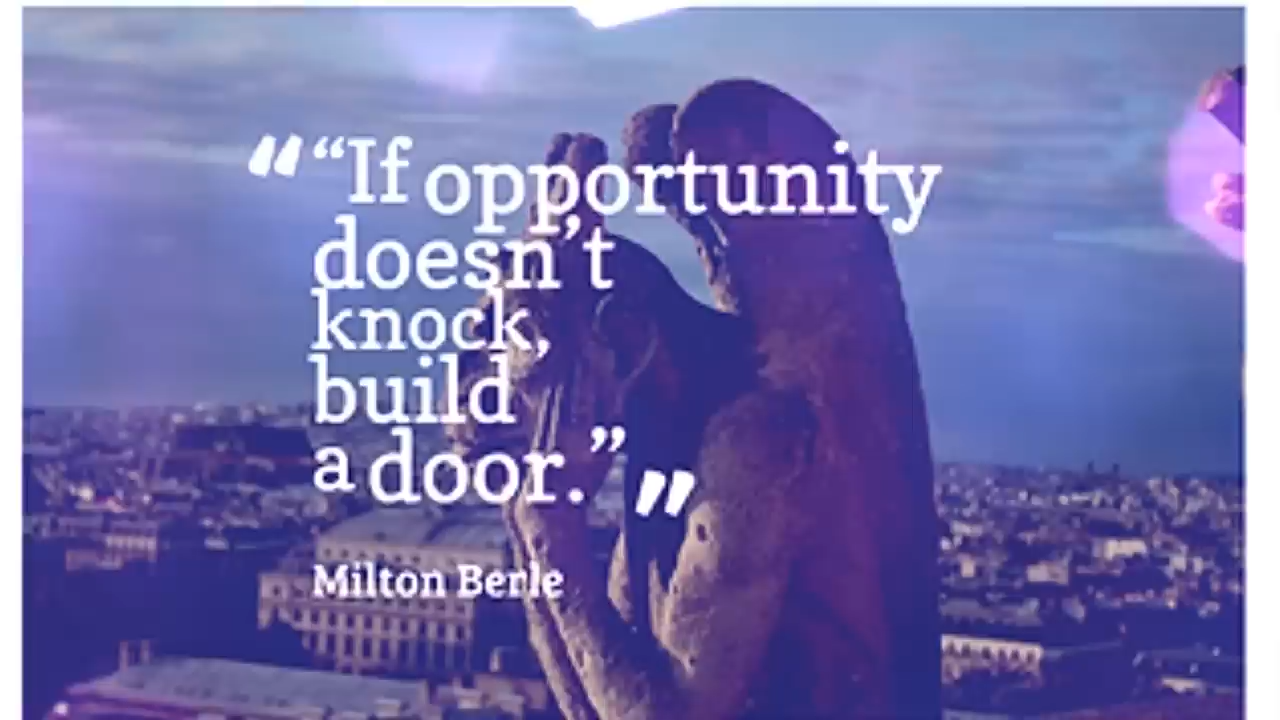 “ “If opportunity
doesn’t
knock,
build
a door.” ”
Milton Berle